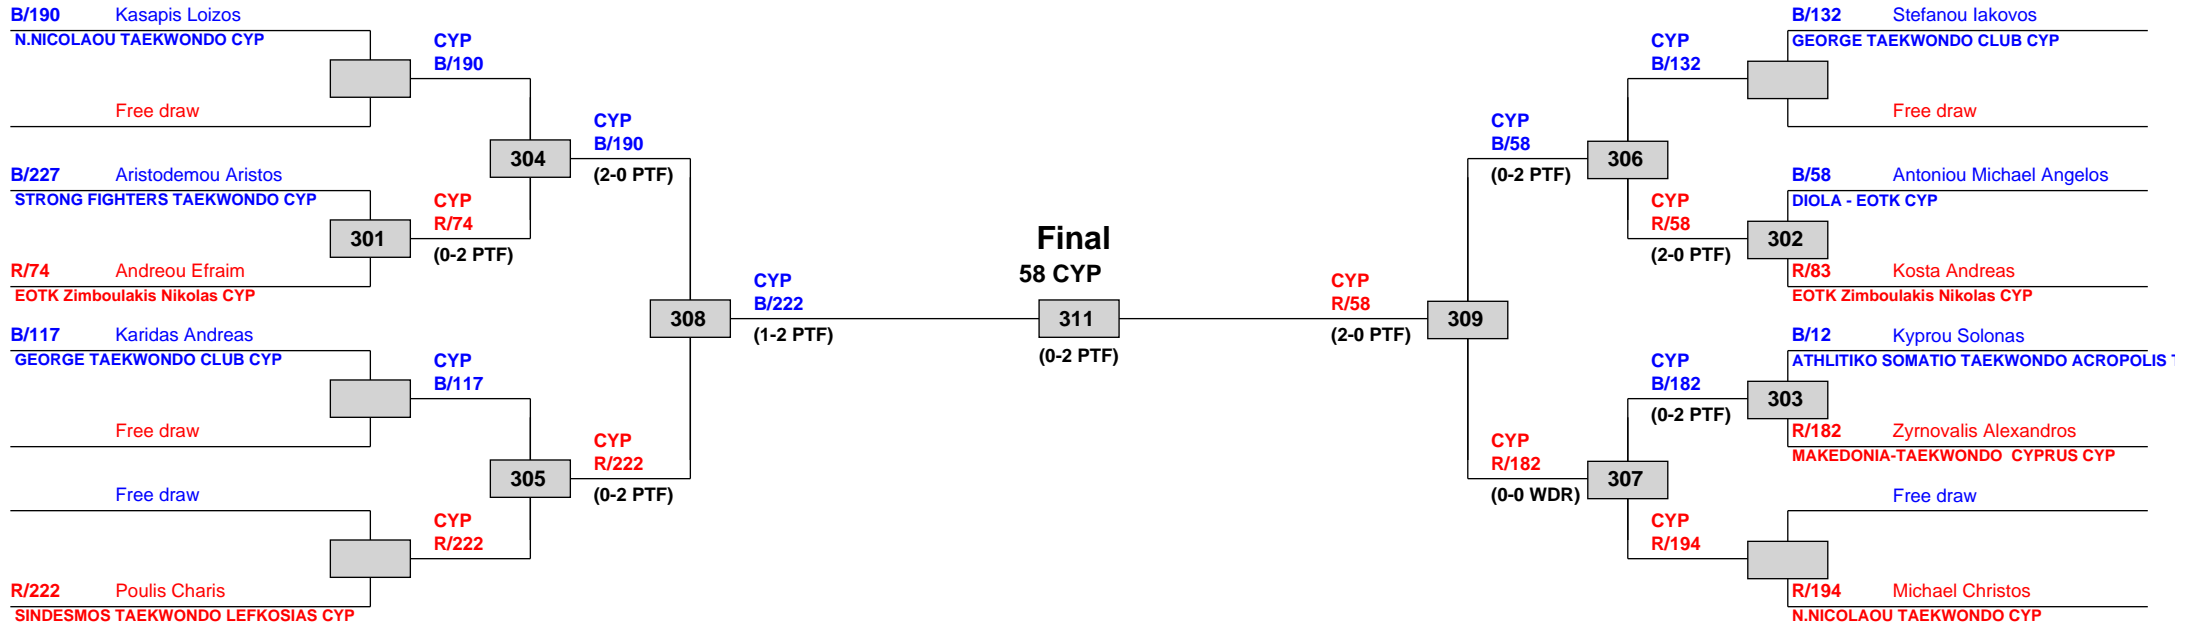 B/190 Kasapis Loizos
N.NICOLAOU TAEKWONDO CYP
Free draw
B/227 Aristodemou Aristos
STRONG FIGHTERS TAEKWONDO CYP
301
R/74 Andreou Efraim
EOTK Zimboulakis Nikolas CYP
B/117 Karidas Andreas
GEORGE TAEKWONDO CLUB CYP
Free draw
Free draw
R/222 Poulis Charis
SINDESMOS TAEKWONDO LEFKOSIAS CYP
CYP
B/190
CYP
R/74
(0-2 PTF)
304
CYP
B/117
305
CYP
R/222
CYP
B/190
(2-0 PTF)
308
CYP
R/222
(0-2 PTF)
CYP
B/222
(1-2 PTF)
Final
58 CYP
311
(0-2 PTF)
CYP
R/58
(2-0 PTF)
309
CYP
B/58
(0-2 PTF)
CYP
R/182
(0-0 WDR)
306
307
CYP
B/132
CYP
R/58
(2-0 PTF)
CYP
B/182
(0-2 PTF)
CYP
R/194
B/132 Stefanou Iakovos
GEORGE TAEKWONDO CLUB CYP
Free draw
B/58 Antoniou Michael Angelos
DIOLA - EOTK CYP
302
R/83 Kosta Andreas
EOTK Zimboulakis Nikolas CYP
B/12 Kyprou Solonas
ATHLITIKO SOMATIO TAEKWONDO ACROPOLIS
303
R/182 Zyrnovalis Alexandros
MAKEDONIA-TAEKWONDO CYPRUS CYP
Free draw
R/194 Michael Christos
N.NICOLAOU TAEKWONDO CYP